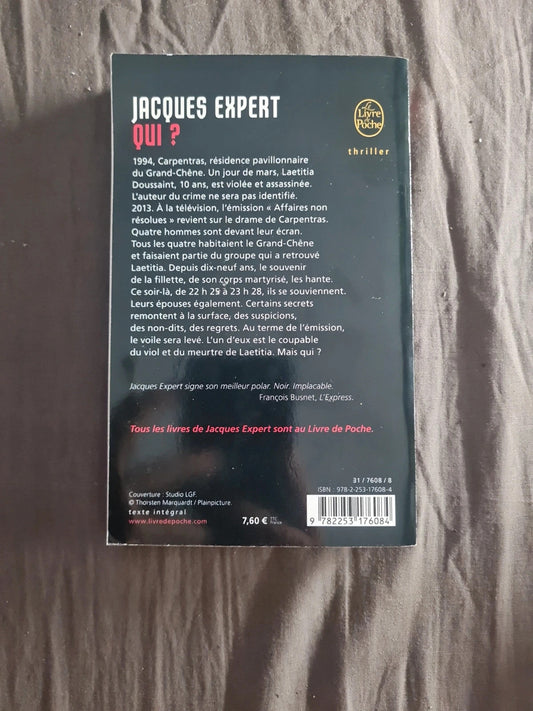 JACQUES EXPERT
QUI ?
Le
Livre
de
Poche
thriller
1994, Carpentras, résidence pavillonnaire
du Grand-Chêne. Un jour de mars, Laetitia
Doussaint, 10 ans, est violée et assassinée.
L'auteur du crime ne sera pas identifié.
2013. À la télévision, l'émission « Affaires non
résolues » revient sur le drame de Carpentras.
Quatre hommes sont devant leur écran.
Tous les quatre habitaient le Grand-Chêne
et faisaient partie du groupe qui a retrouvé
Laetitia. Depuis dix-neuf ans, le souvenir
de la fillette, de son corps martyrisé, les hante.
Ce soir-là, de 22 h 25 à 23 h 28, ils se souviennent.
Leurs épouses également. Certains secrets
remontent à la surface, des suspicions,
des non-dits, des regrets. Au terme de l'émission,
le voile sera levé. L'un d'eux est le coupable
du viol et du meurtre de Laetitia. Mais qui ?
Jacques Expert signe son meilleur polar. Noir. Implacable.
François Busnet, L'Express.
Tous les livres de Jacques Expert sont au Livre de Poche.
31 / 7608 / 8
ISBN : 978-2-253-17608-4
Couverture : Studio LGF.
© Thorsten Marquardt / Plainpicture.
texte intégral
www.livredepoche.com
7,60 € TTC
France
9 782253 176084